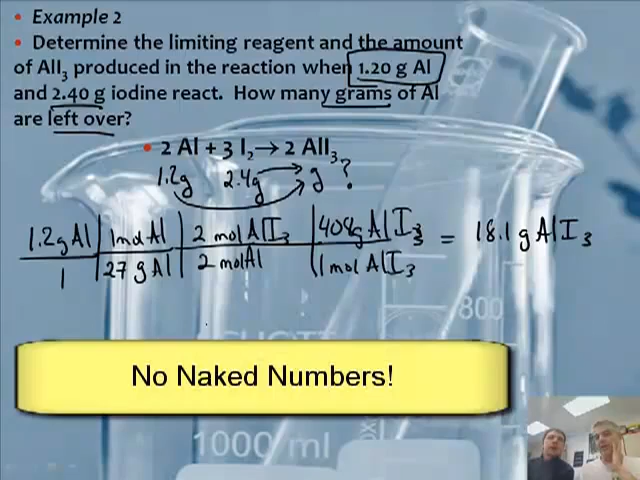 • Example 2
• Determine the limiting reagent and the amount
of AlI₃ produced in the reaction when 1.20 g Al
and 2.40 g iodine react. How many grams of Al
are left over?
• 2 Al + 3 I₂→ 2 AlI₃
1.2g 2.4g g ?
1.2g Al | 1 mol Al | 2 mol AlI₃ | 408g AlI₃ = 18.1 g AlI₃
1 | 27 g Al | 2 mol Al | 1 mol AlI₃
800
No Naked Numbers!
1000 ml